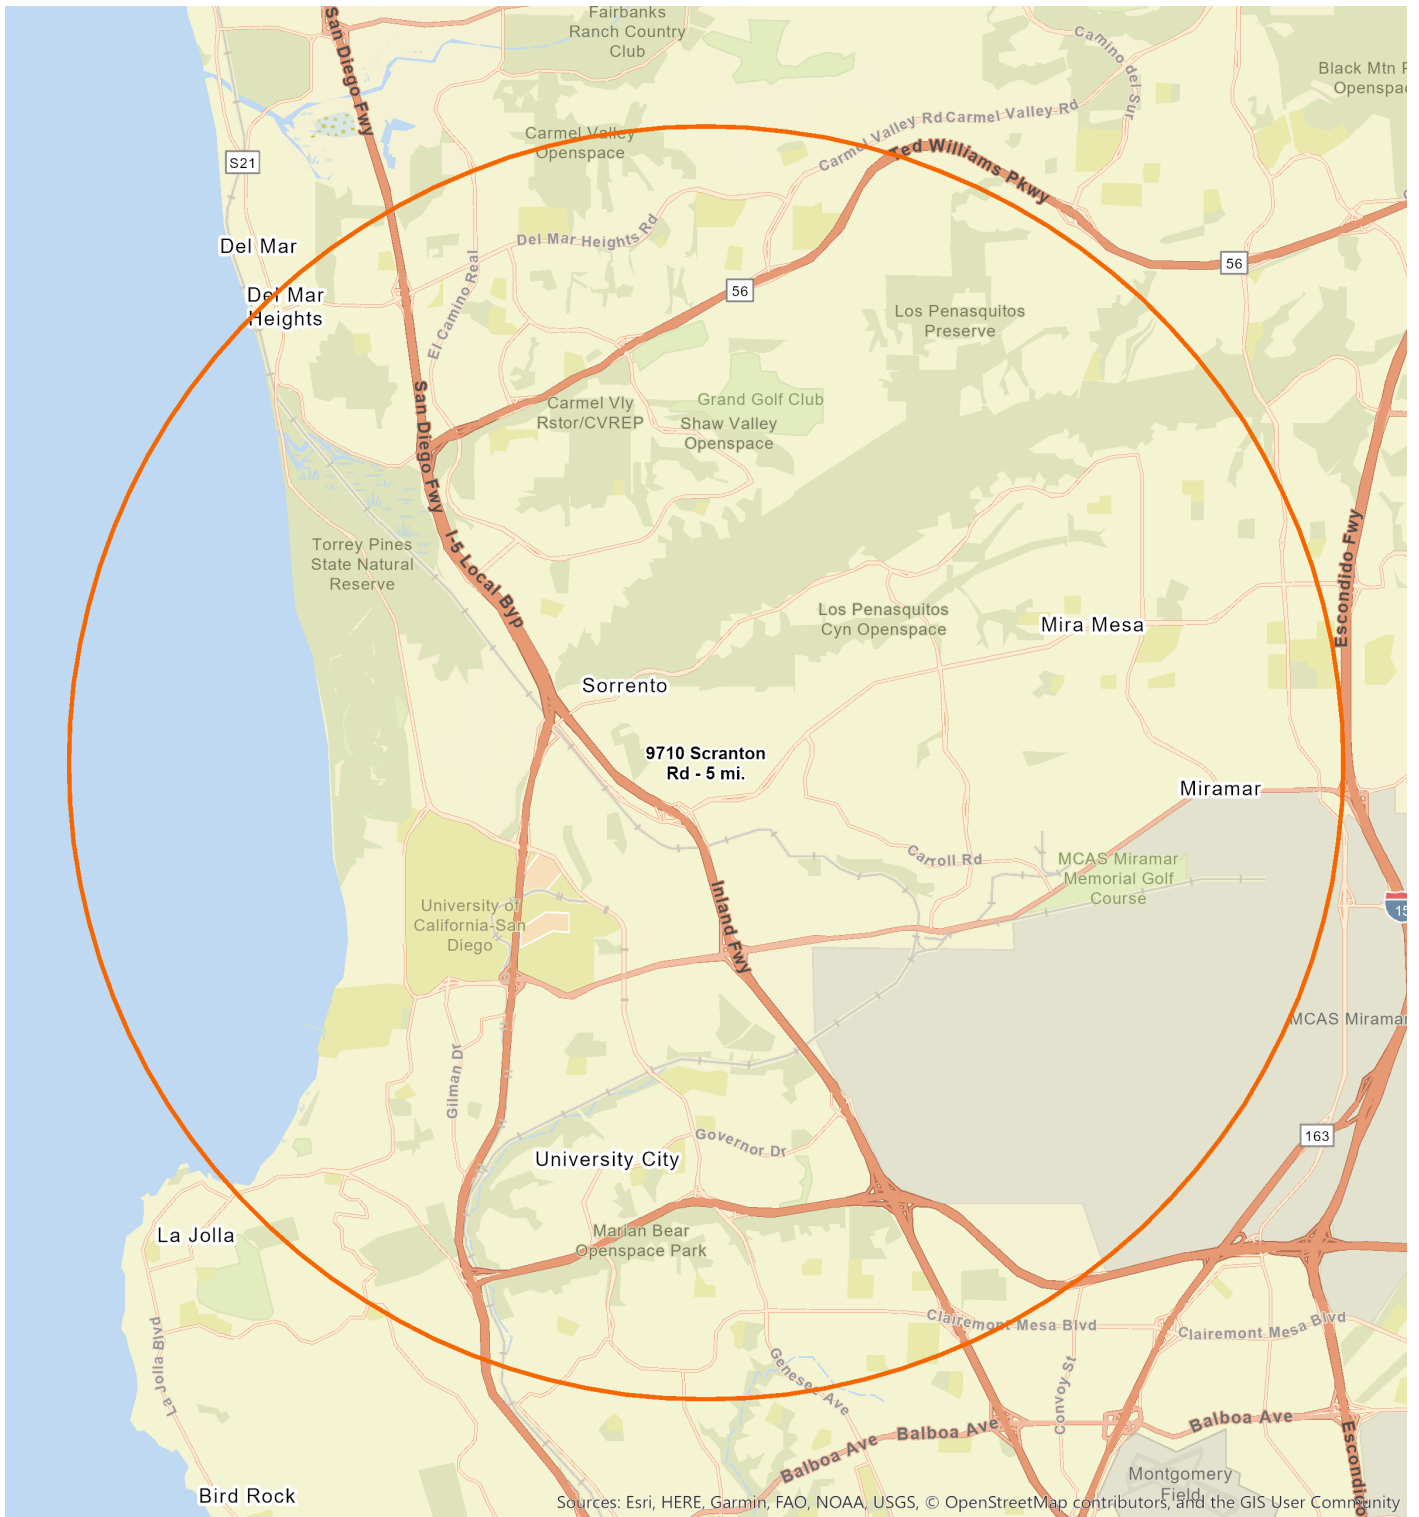 San Diego Fwy
Fairbanks
Ranch Country
Club
Camino del Sur
Black Mtn
Openspac
Carmel Valley
Openspace
Carmel Valley Rd
Carmel Valley Rd
Ted Williams Pkwy
S21
Del Mar
Del Mar Heights Rd
56
56
Del Mar
Heights
El Camino Real
Los Penasquitos
Preserve
San Diego Fwy
Carmel Vly
Rstor/CVREP
Grand Golf Club
Shaw Valley
Openspace
Torrey Pines
State Natural
Reserve
I-5 Local Byp
Escondido Fwy
Los Penasquitos
Cyn Openspace
Mira Mesa
Sorrento
9710 Scranton
Rd - 5 mi.
Miramar
Carroll Rd
MCAS Miramar
Memorial Golf
Course
Inland Fwy
University of
California-San
Diego
15
MCAS Miramar
Gilman Dr
Governor Dr
163
University City
La Jolla
Marian Bear
Openspace Park
La Jolla Blvd
Clairemont Mesa Blvd
Clairemont Mesa Blvd
Genesee Ave
Convoy St
Balboa Ave
Balboa Ave
Balboa Ave
Escondido
Montgomery
Field
Bird Rock
Sources: Esri, HERE, Garmin, FAO, NOAA, USGS, © OpenStreetMap contributors, and the GIS User Community